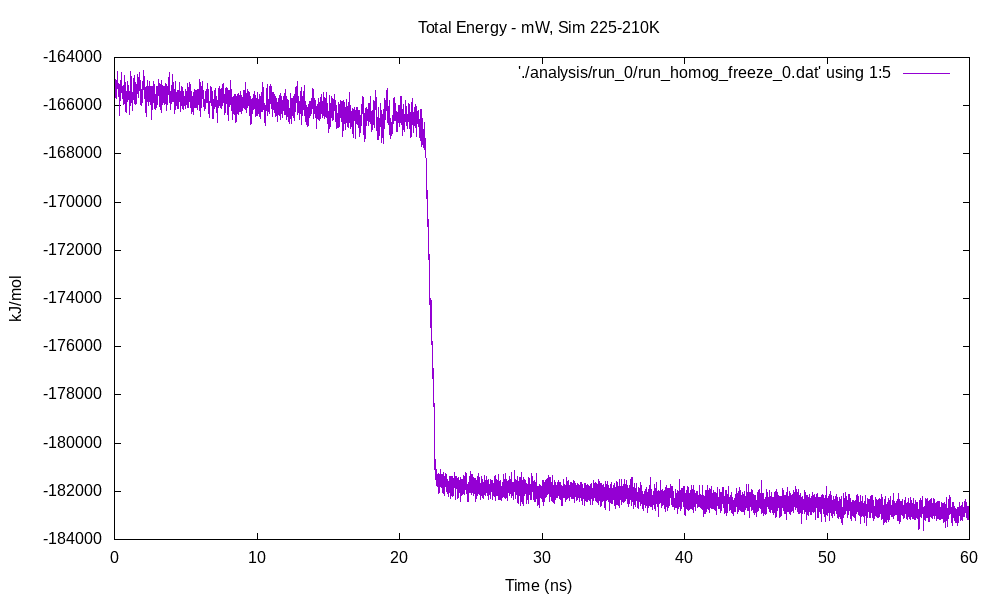 Total Energy - mW, Sim 225-210K
'./analysis/run_0/run_homog_freeze_0.dat' using 1:5
-164000
-166000
-168000
-170000
-172000
-174000
-176000
-178000
-180000
-182000
-184000
kJ/mol
0 10 20 30 40 50 60
Time (ns)